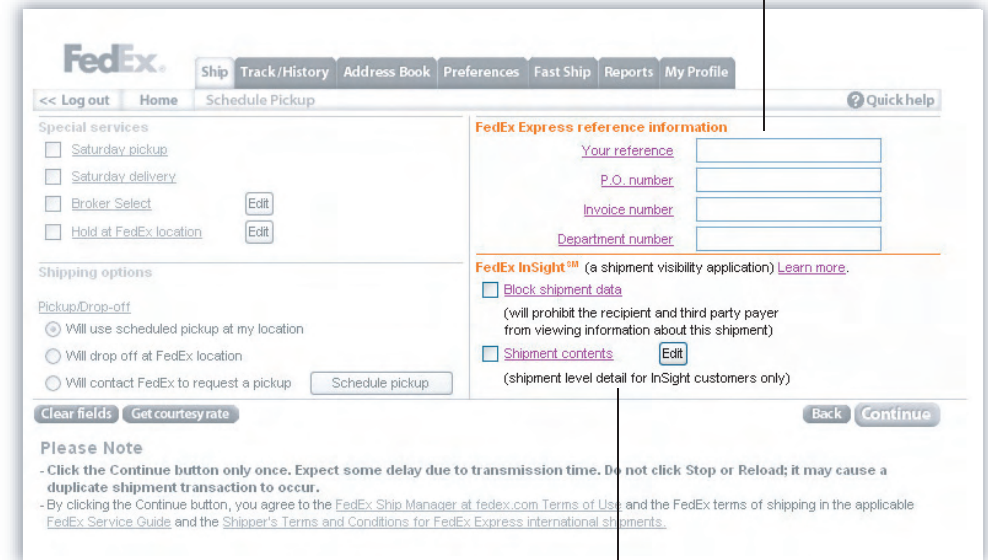 FedEx.
Ship Track/History Address Book Preferences Fast Ship Reports My Profile
<< Log out Home Schedule Pickup ? Quick help
Special services
Saturday pickup
Saturday delivery
Broker Select Edit
Hold at FedEx location Edit
Shipping options
Pickup/Drop-off
Will use scheduled pickup at my location
Will drop off at FedEx location
Will contact FedEx to request a pickup Schedule pickup
FedEx Express reference information
Your reference
P.O. number
Invoice number
Department number
FedEx InSight℠ (a shipment visibility application) Learn more.
Block shipment data
(will prohibit the recipient and third party payer
from viewing information about this shipment)
Shipment contents Edit
(shipment level detail for InSight customers only)
Clear fields Get courtesy rate Back Continue
Please Note
- Click the Continue button only once. Expect some delay due to transmission time. Do not click Stop or Reload; it may cause a
duplicate shipment transaction to occur.
- By clicking the Continue button, you agree to the FedEx Ship Manager at fedex.com Terms of Use and the FedEx terms of shipping in the applicable
FedEx Service Guide and the Shipper's Terms and Conditions for FedEx Express international shipments.